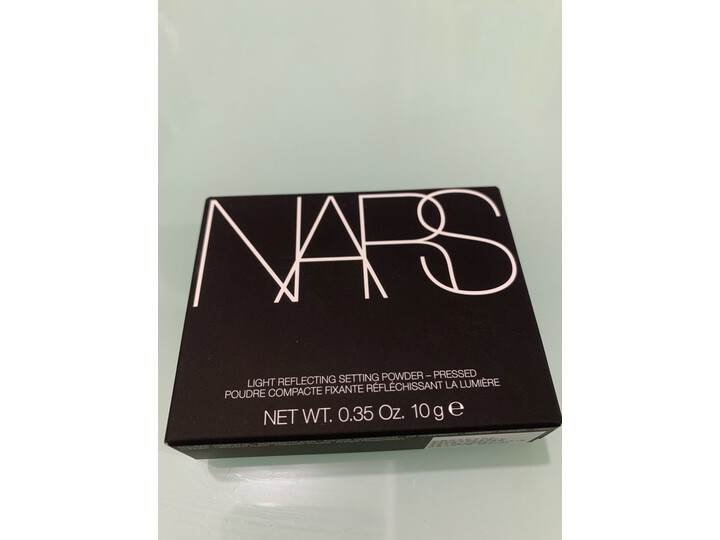 NARS
LIGHT REFLECTING SETTING POWDER – PRESSED
POUDRE COMPACTE FIXANTE RÉFLÉCHISSANT LA LUMIÈRE
NET WT. 0.35 Oz. 10 g ℮